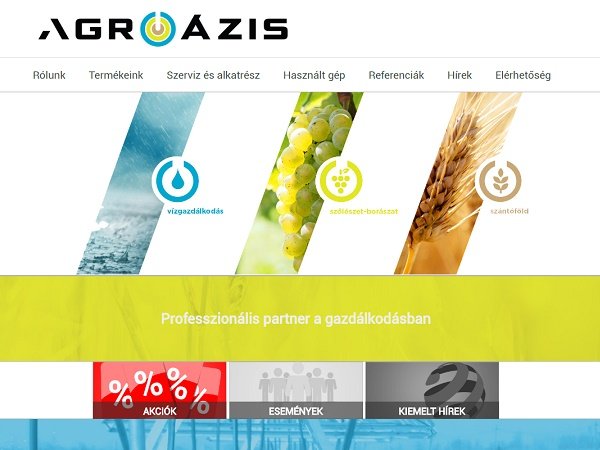 AGROÁZIS
Rólunk Termékeink Szerviz és alkatrész Használt gép Referenciák Hírek Elérhetőség
vízgazdálkodás szőlészet-borászat szántóföld
Professzionális partner a gazdálkodásban
% % % %
AKCIÓK ESEMÉNYEK KIEMELT HÍREK